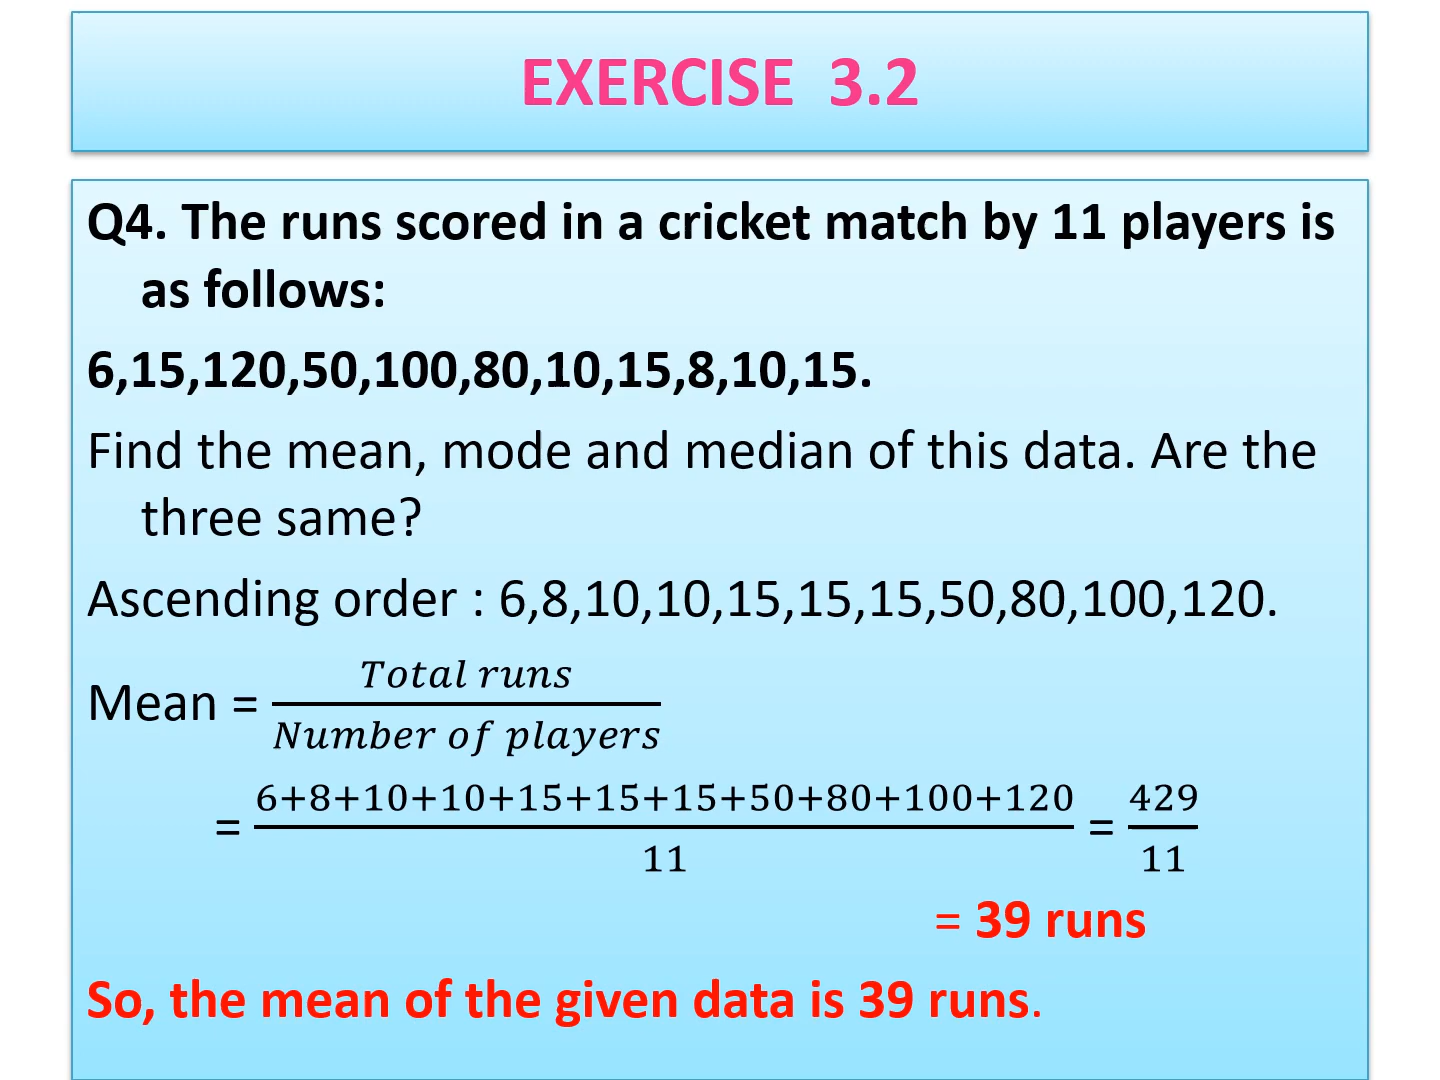 EXERCISE 3.2
Q4. The runs scored in a cricket match by 11 players is
as follows:
6,15,120,50,100,80,10,15,8,10,15.
Find the mean, mode and median of this data. Are the
three same?
Ascending order : 6,8,10,10,15,15,15,50,80,100,120.
Mean = Total runs / Number of players
= 6+8+10+10+15+15+15+50+80+100+120 / 11 = 429 / 11
= 39 runs
So, the mean of the given data is 39 runs.